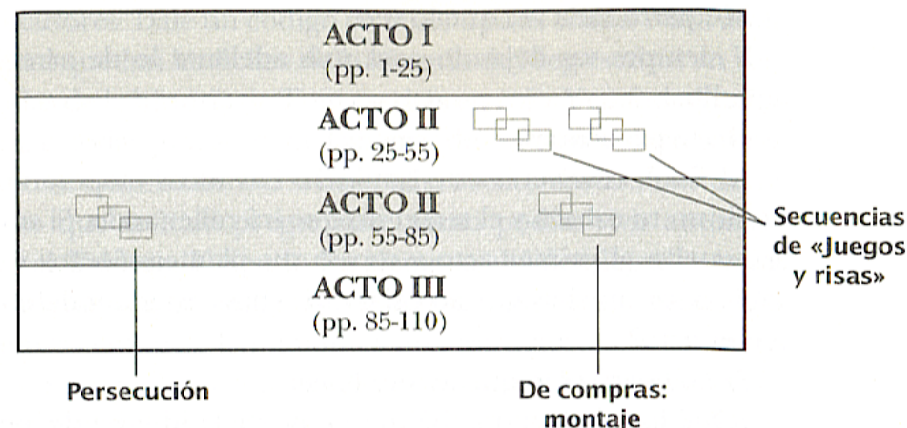 ACTO I
(pp. 1-25)
ACTO II
(pp. 25-55)
ACTO II
(pp. 55-85)
ACTO III
(pp. 85-110)
Secuencias
de «Juegos
y risas»
Persecución
De compras:
montaje